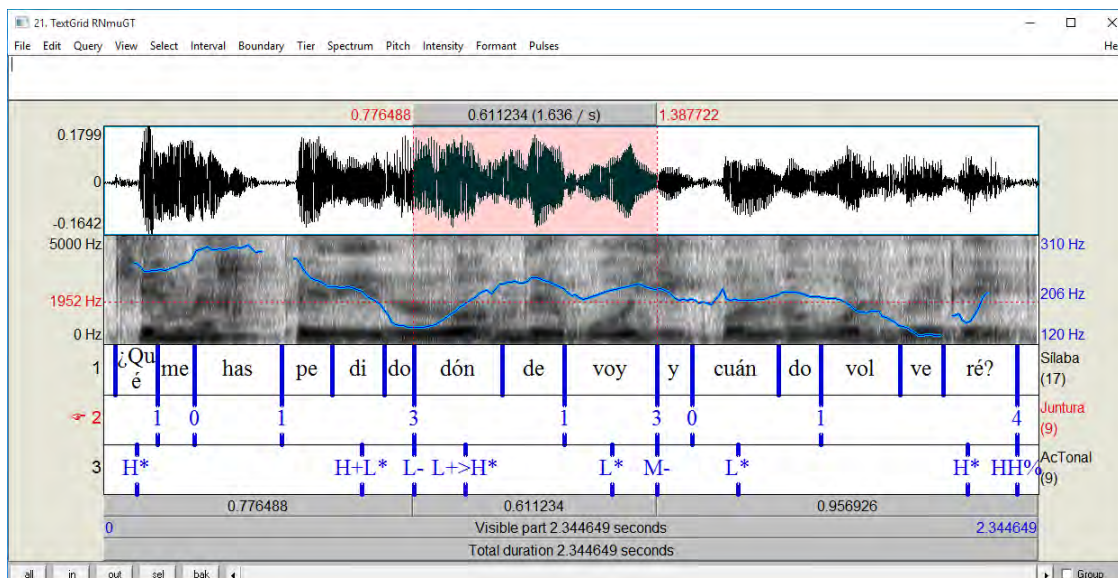 21. TextGrid RNmuGT
File Edit Query View Select Interval Boundary Tier Spectrum Pitch Intensity Formant Pulses He
0.776488 0.611234 (1.636 / s) 1.387722
0.1799
0
-0.1642
5000 Hz 310 Hz
1952 Hz 206 Hz
0 Hz 120 Hz
1 ¿Qu é me has pe di do dón de voy y cuán do vol ve ré? Sílaba (17)
2 1 0 1 3 1 3 0 1 4 Juntura (9)
3 H* H+L* L- L+>H* L* M- L* H* HH% AcTonal (9)
0.776488 0.611234 0.956926
0 Visible part 2.344649 seconds 2.344649
Total duration 2.344649 seconds
all in out sel bak Group